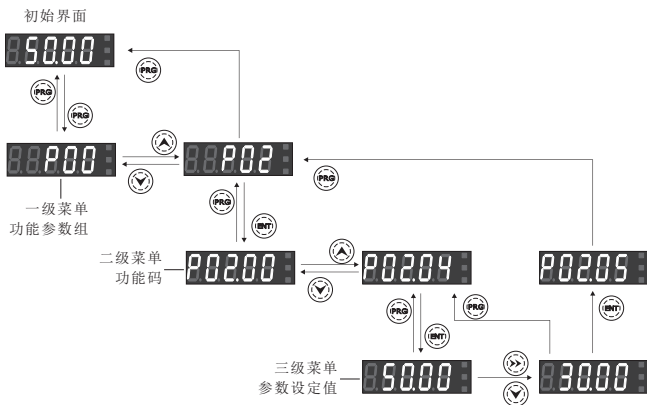 初始界面
50.00
PRG
PRG
PRG
P00
P02
一级菜单
功能参数组
PRG
ENT
PRG
二级菜单
功能码
P02.00
P02.04
P02.05
PRG
ENT
PRG
ENT
三级菜单
参数设定值
50.00
30.00